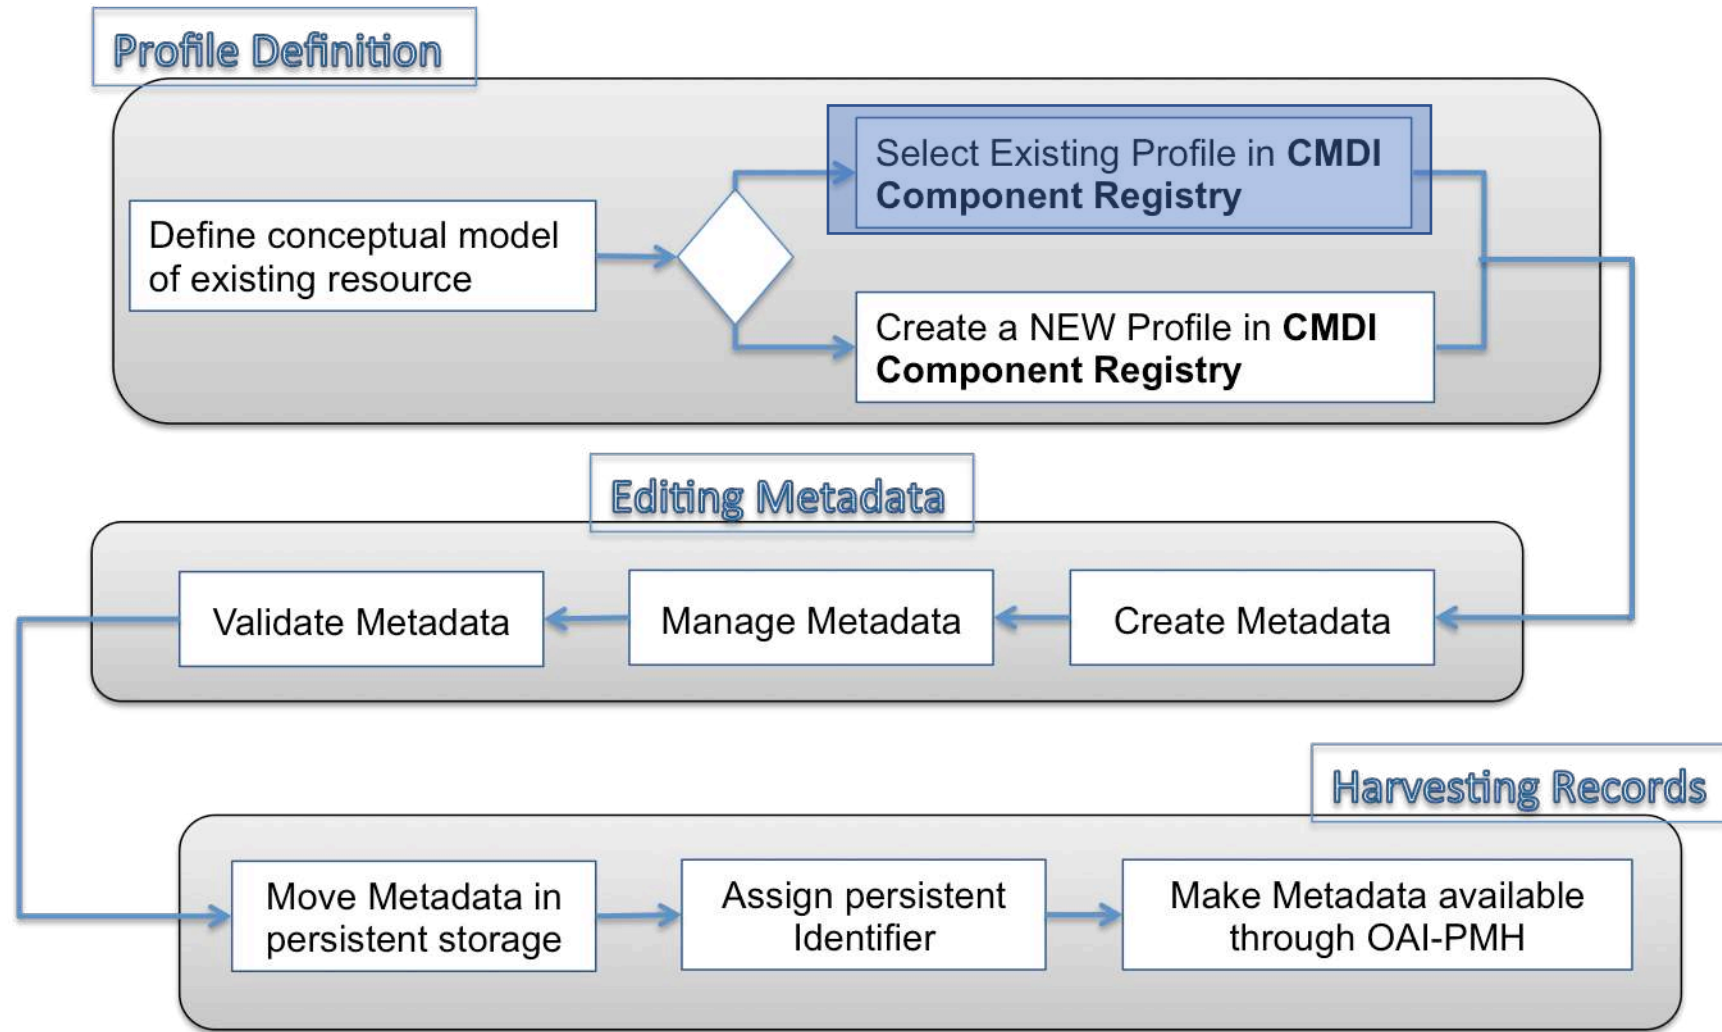 Profile Definition
Define conceptual model
of existing resource
Select Existing Profile in CMDI
Component Registry
Create a NEW Profile in CMDI
Component Registry
Editing Metadata
Validate Metadata
Manage Metadata
Create Metadata
Harvesting Records
Move Metadata in
persistent storage
Assign persistent
Identifier
Make Metadata available
through OAI-PMH